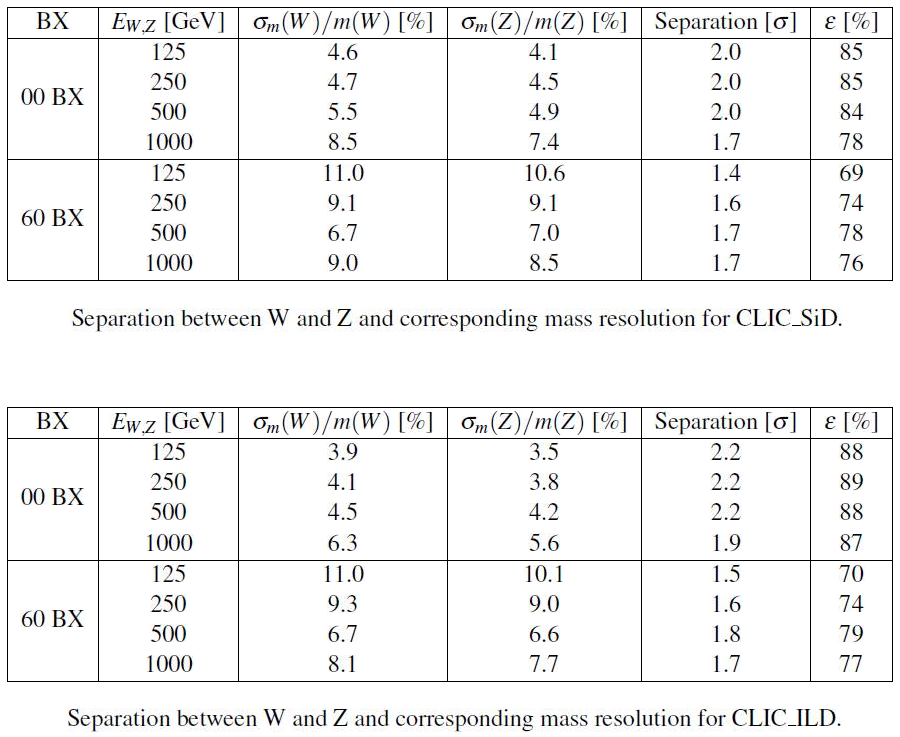 BX E_{W,Z} [GeV] σ_m(W)/m(W) [%] σ_m(Z)/m(Z) [%] Separation [σ] ε [%]
00 BX
125 4.6 4.1 2.0 85
250 4.7 4.5 2.0 85
500 5.5 4.9 2.0 84
1000 8.5 7.4 1.7 78
60 BX
125 11.0 10.6 1.4 69
250 9.1 9.1 1.6 74
500 6.7 7.0 1.7 78
1000 9.0 8.5 1.7 76
Separation between W and Z and corresponding mass resolution for CLIC_SiD.
BX E_{W,Z} [GeV] σ_m(W)/m(W) [%] σ_m(Z)/m(Z) [%] Separation [σ] ε [%]
00 BX
125 3.9 3.5 2.2 88
250 4.1 3.8 2.2 89
500 4.5 4.2 2.2 88
1000 6.3 5.6 1.9 87
60 BX
125 11.0 10.1 1.5 70
250 9.3 9.0 1.6 74
500 6.7 6.6 1.8 79
1000 8.1 7.7 1.7 77
Separation between W and Z and corresponding mass resolution for CLIC_ILD.